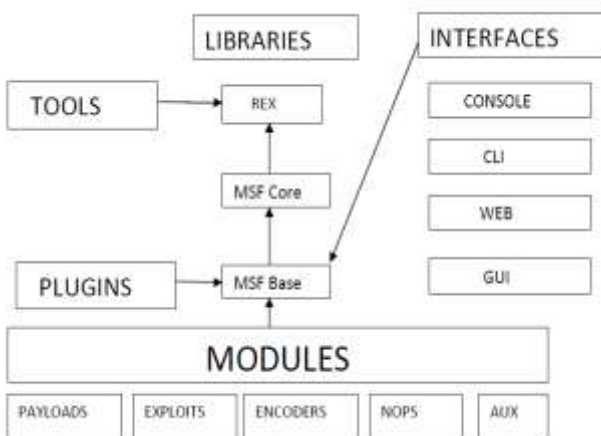 LIBRARIES
INTERFACES
TOOLS
REX
CONSOLE
CLI
MSF Core
WEB
PLUGINS
MSF Base
GUI
MODULES
PAYLOADS
EXPLOITS
ENCODERS
NOPS
AUX